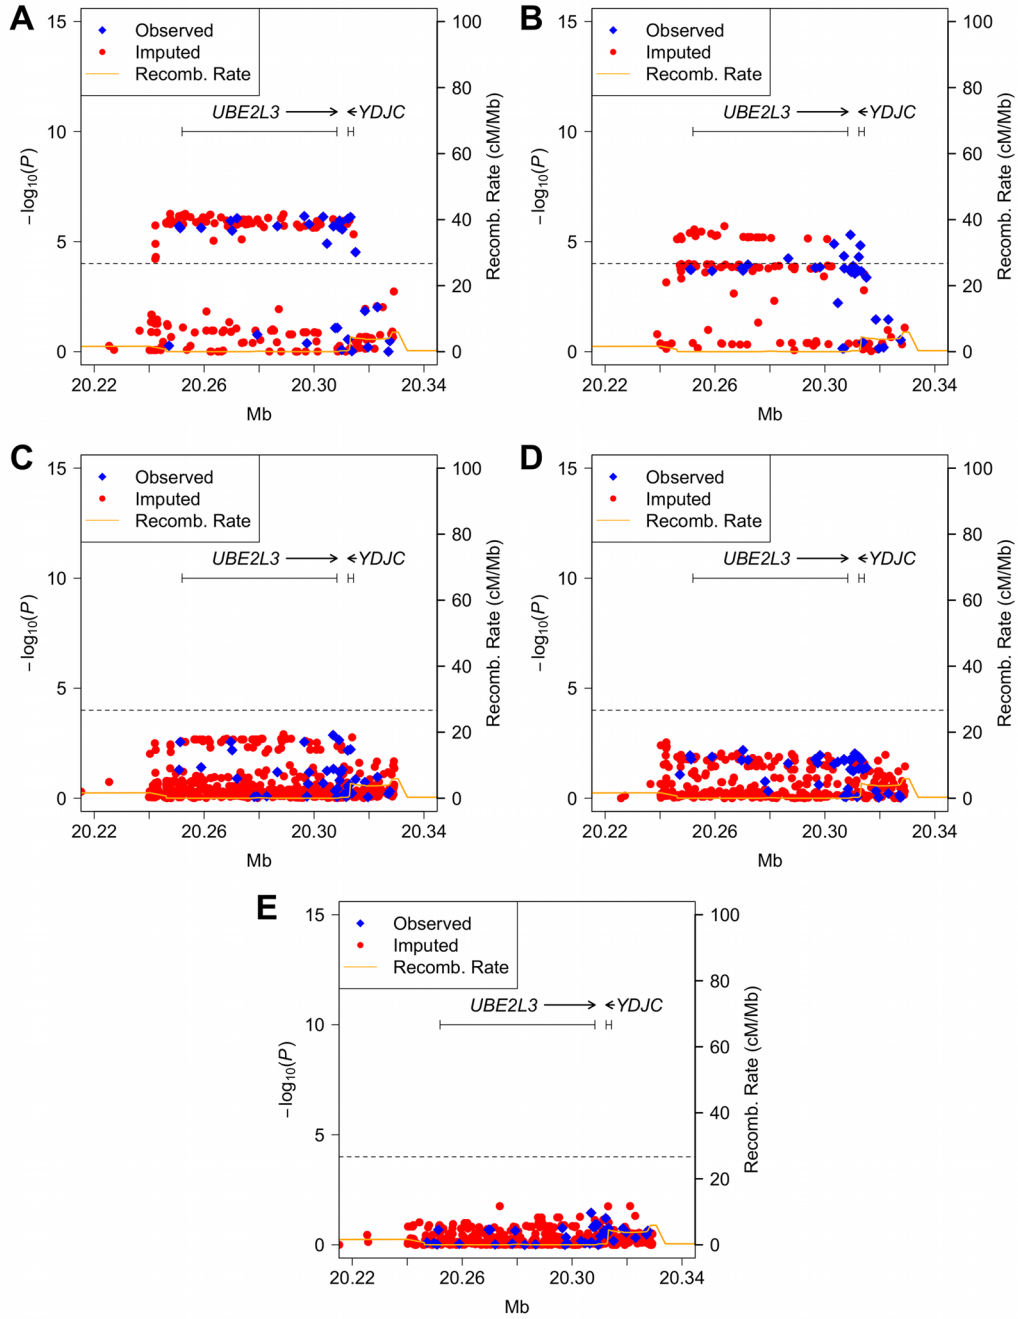 A
Observed
Imputed
Recomb. Rate
UBE2L3
YDJC
15
10
5
0
−log10(P)
100
80
60
40
20
0
Recomb. Rate (cM/Mb)
20.22 20.26 20.30 20.34
Mb
B
Observed
Imputed
Recomb. Rate
UBE2L3
YDJC
15
10
5
0
−log10(P)
100
80
60
40
20
0
Recomb. Rate (cM/Mb)
20.22 20.26 20.30 20.34
Mb
C
Observed
Imputed
Recomb. Rate
UBE2L3
YDJC
15
10
5
0
−log10(P)
100
80
60
40
20
0
Recomb. Rate (cM/Mb)
20.22 20.26 20.30 20.34
Mb
D
Observed
Imputed
Recomb. Rate
UBE2L3
YDJC
15
10
5
0
−log10(P)
100
80
60
40
20
0
Recomb. Rate (cM/Mb)
20.22 20.26 20.30 20.34
Mb
E
Observed
Imputed
Recomb. Rate
UBE2L3
YDJC
15
10
5
0
−log10(P)
100
80
60
40
20
0
Recomb. Rate (cM/Mb)
20.22 20.26 20.30 20.34
Mb